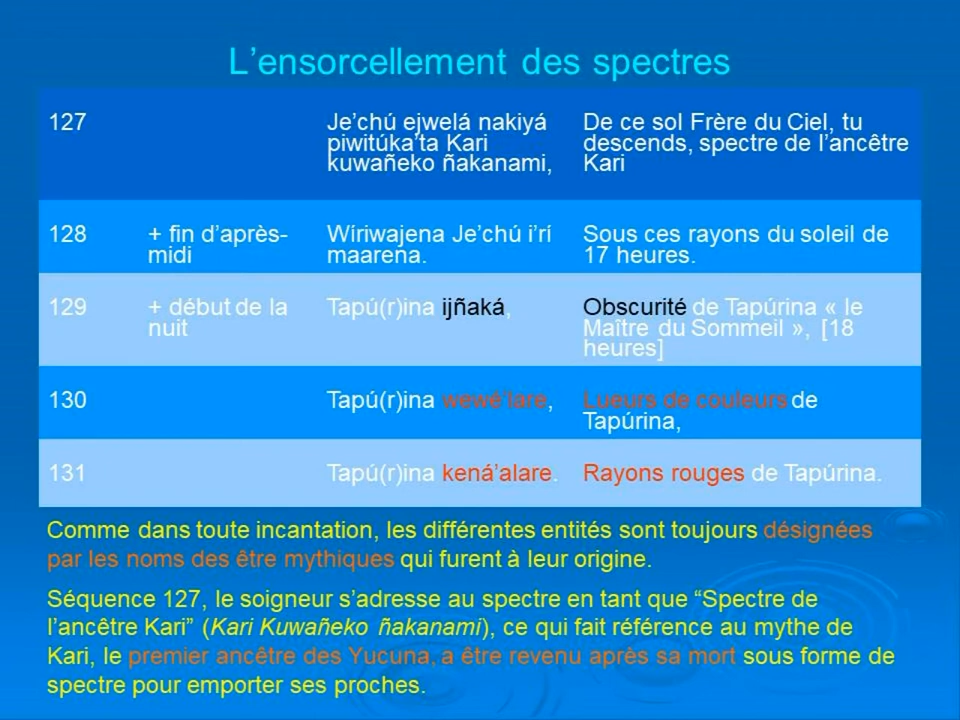 L’ensorcellement des spectres
127 Je’chú ejwelá nakiyá De ce sol Frère du Ciel, tu
piwitúka’ta Kari descends, spectre de l’ancêtre
kuwañeko ñakanami, Kari
128 + fin d’après- Wíriwajena Je’chú i’rí Sous ces rayons du soleil de
midi maarena. 17 heures.
129 + début de la Tapú(r)ina ijñaká, Obscurité de Tapúrina « le
nuit Maître du Sommeil », [18
heures]
130 Tapú(r)ina wewé’lare, Lueurs de couleurs de
Tapúrina,
131 Tapú(r)ina kená’alare. Rayons rouges de Tapúrina.
Comme dans toute incantation, les différentes entités sont toujours désignées
par les noms des être mythiques qui furent à leur origine.
Séquence 127, le soigneur s’adresse au spectre en tant que “Spectre de
l’ancêtre Kari” (Kari Kuwañeko ñakanami), ce qui fait référence au mythe de
Kari, le premier ancêtre des Yucuna, a être revenu après sa mort sous forme de
spectre pour emporter ses proches.